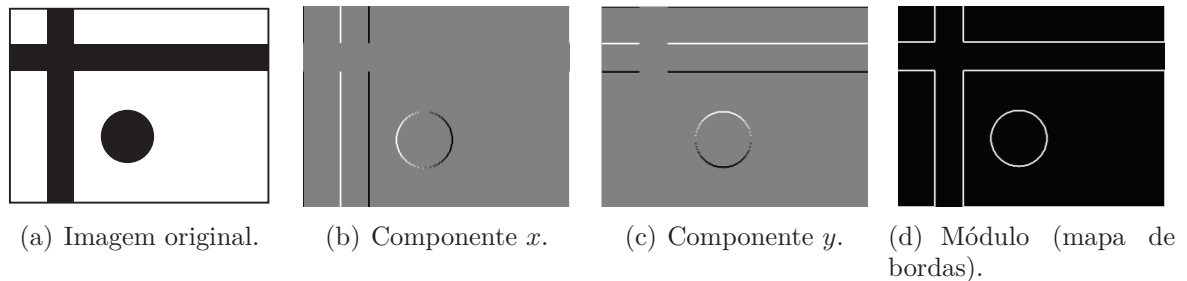 (a) Imagem original.
(b) Componente x.
(c) Componente y.
(d) Módulo (mapa de
bordas).